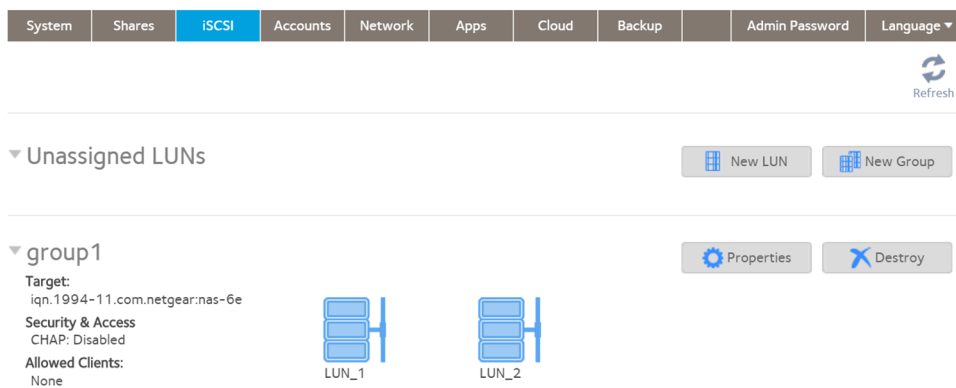 System Shares iSCSI Accounts Network Apps Cloud Backup Admin Password Language
Refresh
Unassigned LUNs New LUN New Group
group1 Properties Destroy
Target:
iqn.1994-11.com.netgear:nas-6e
Security & Access
CHAP: Disabled
Allowed Clients:
None
LUN_1 LUN_2